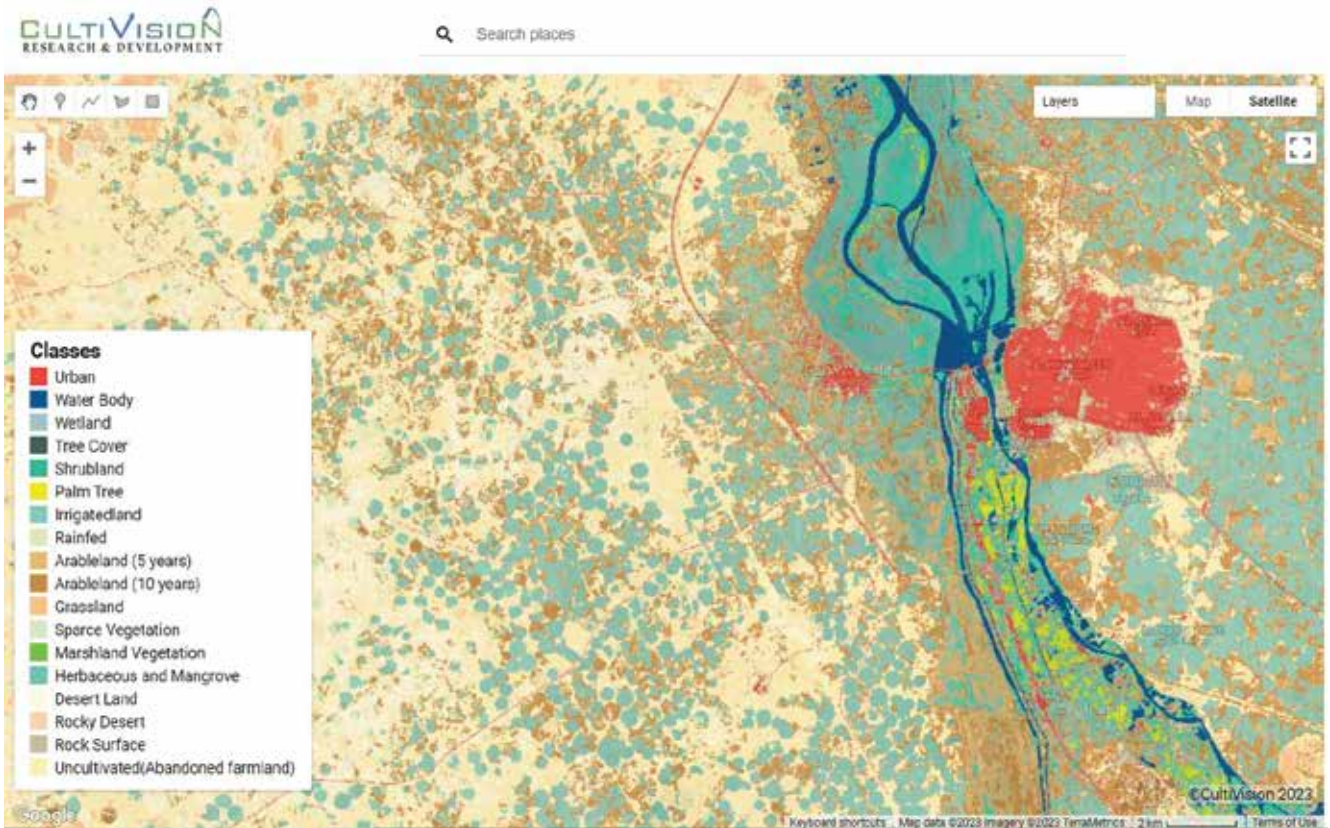 CULTIVISION
RESEARCH & DEVELOPMENT
Search places
Layers
Map
Satellite
+
−
Classes
Urban
Water Body
Wetland
Tree Cover
Shrubland
Palm Tree
Irrigatedland
Rainfed
Arableland (5 years)
Arableland (10 years)
Grassland
Sparce Vegetation
Marshland Vegetation
Herbaceous and Mangrove
Desert Land
Rocky Desert
Rock Surface
Uncultivated(Abandoned farmland)
©CultiVision 2023
Google
Keyboard shortcuts
Map data ©2023 Imagery ©2023 TerraMetrics
2 km
Terms of Use